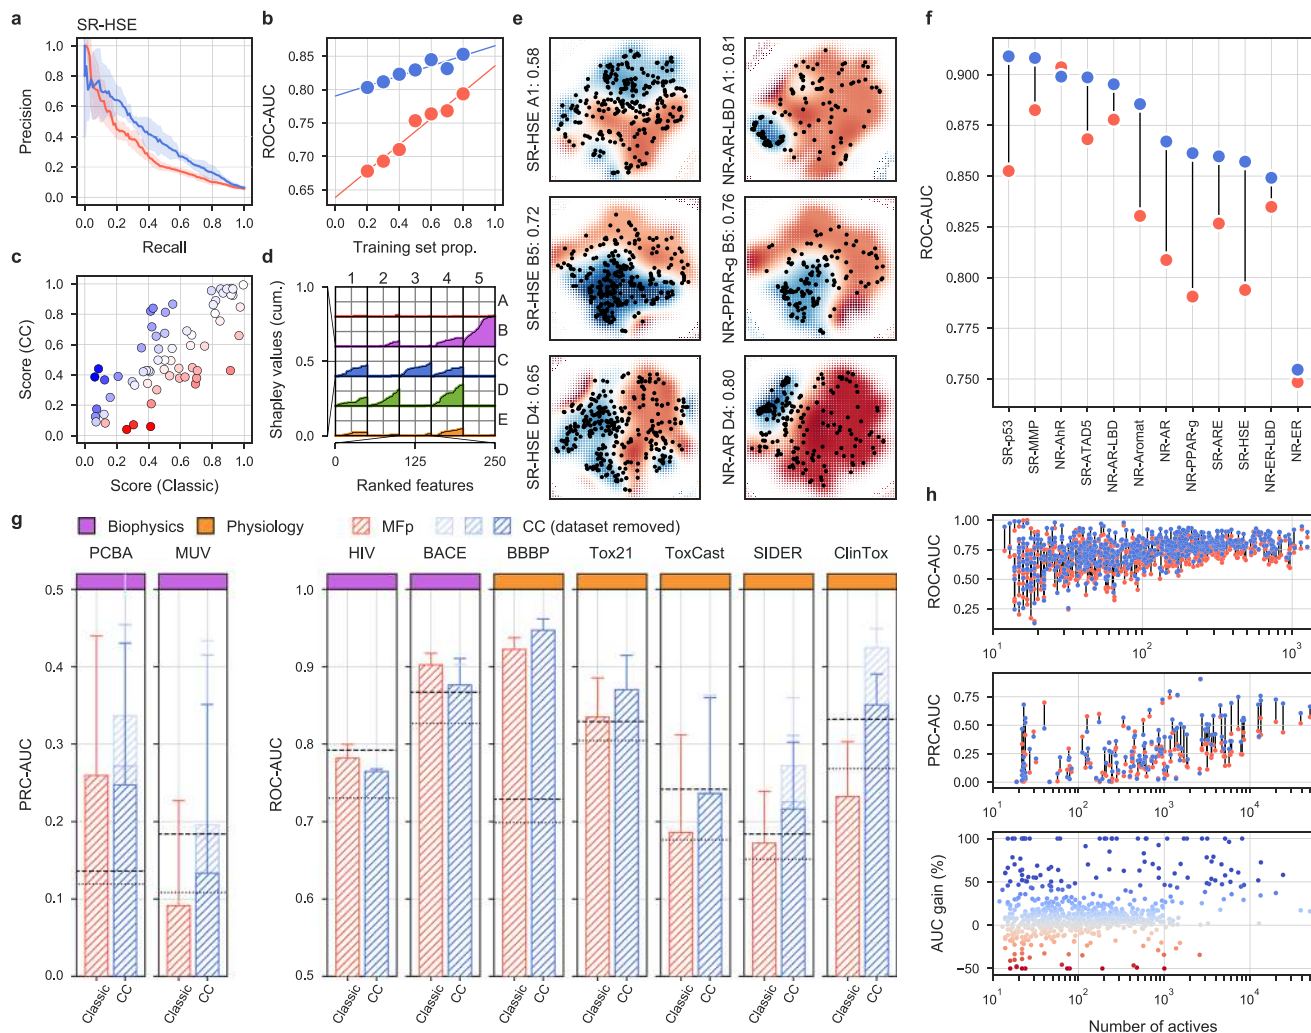 a
SR-HSE
Precision
1.0
0.8
0.6
0.4
0.2
0.0
0.0 0.2 0.4 0.6 0.8 1.0
Recall
b
ROC-AUC
0.85
0.80
0.75
0.70
0.65
0.0 0.2 0.4 0.6 0.8 1.0
Training set prop.
c
Score (CC)
1.0
0.8
0.6
0.4
0.2
0.0
0.0 0.2 0.4 0.6 0.8 1.0
Score (Classic)
d
Shapley values (cum.)
1 2 3 4 5
1.0
0.5
0.0
A
B
C
D
E
0 125 250
Ranked features
e
SR-HSE A1: 0.58
NR-AR-LBD A1: 0.81
SR-HSE B5: 0.72
NR-PPAR-g B5: 0.76
SR-HSE D4: 0.65
NR-AR D4: 0.80
f
ROC-AUC
0.900
0.875
0.850
0.825
0.800
0.775
0.750
SR-p53
SR-MMP
NR-AhR
SR-ATAD5
NR-AR-LBD
NR-Aromat
NR-AR
NR-PPAR-g
SR-ARE
SR-HSE
NR-ER-LBD
NR-ER
g
Biophysics Physiology MFp CC (dataset removed)
PCBA MUV
PRC-AUC
0.5
0.4
0.3
0.2
0.1
0.0
Classic CC Classic CC
HIV BACE BBBP Tox21 ToxCast SIDER ClinTox
ROC-AUC
1.0
0.9
0.8
0.7
0.6
0.5
Classic CC Classic CC Classic CC Classic CC Classic CC Classic CC Classic CC
h
ROC-AUC
1.00
0.75
0.50
0.25
10¹ 10² 10³
PRC-AUC
0.75
0.50
0.25
0.00
10¹ 10² 10³ 10⁴
AUC gain (%)
100
50
0
−50
10¹ 10² 10³ 10⁴
Number of actives